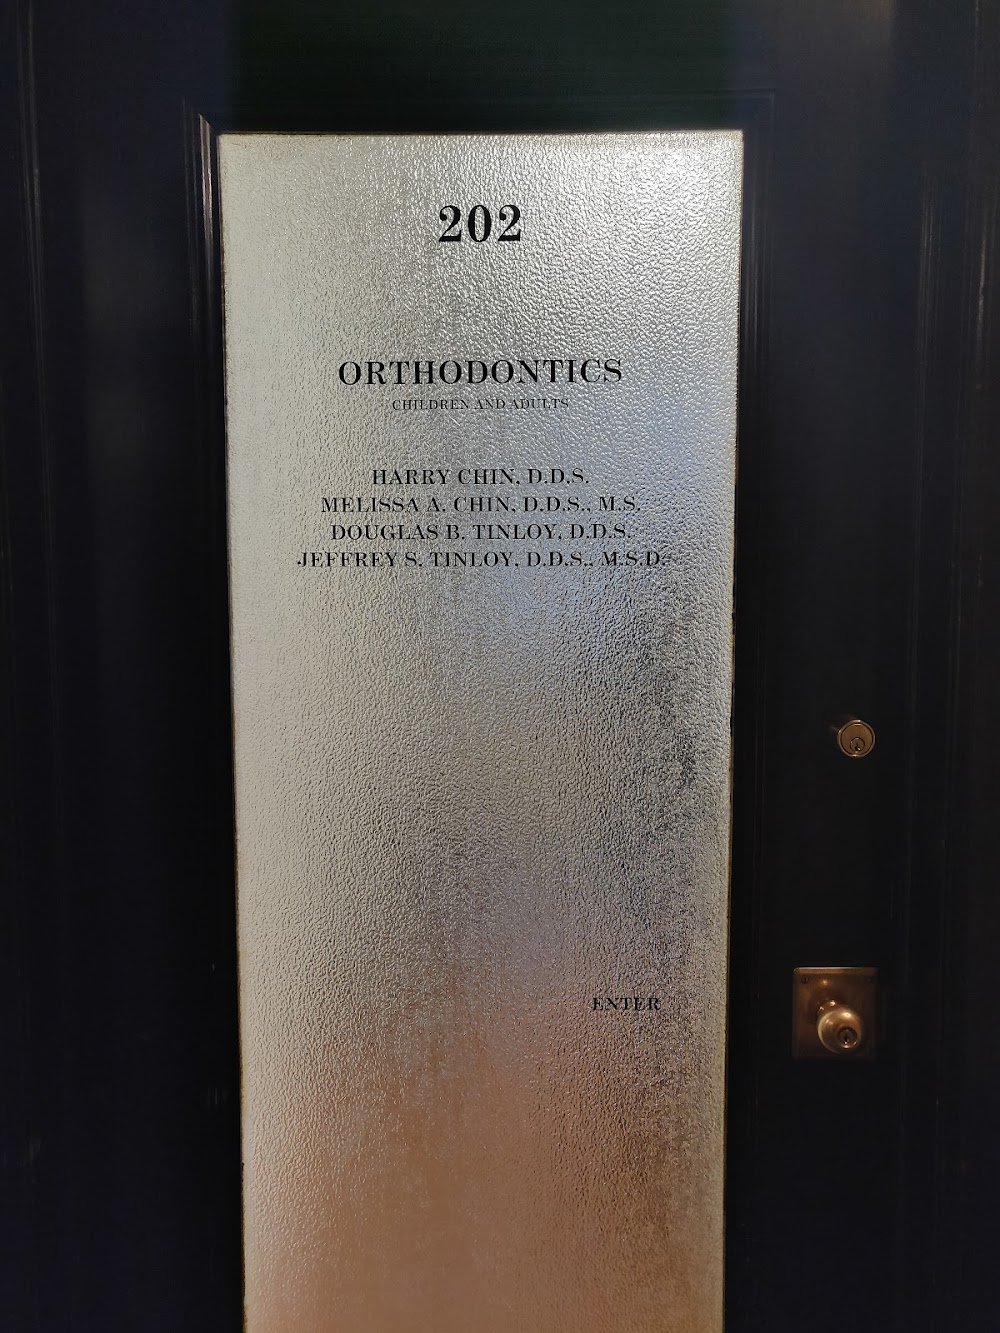 202
ORTHODONTICS
CHILDREN AND ADULTS
HARRY CHIN, D.D.S.
MELISSA A. CHIN, D.D.S., M.S.
DOUGLAS B. TINLOY, D.D.S.
JEFFREY S. TINLOY, D.D.S., M.S.D.
ENTER